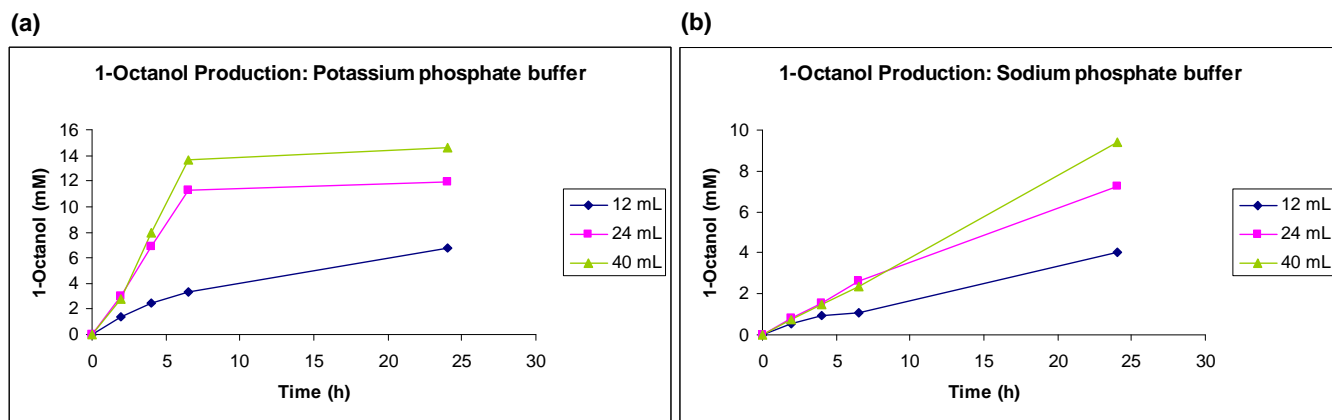 (a)
1-Octanol Production: Potassium phosphate buffer
16
14
12
10
8
6
4
2
0
1-Octanol (mM)
0 5 10 15 20 25 30
Time (h)
12 mL
24 mL
40 mL
(b)
1-Octanol Production: Sodium phosphate buffer
10
8
6
4
2
0
1-Octanol (mM)
0 5 10 15 20 25 30
Time (h)
12 mL
24 mL
40 mL